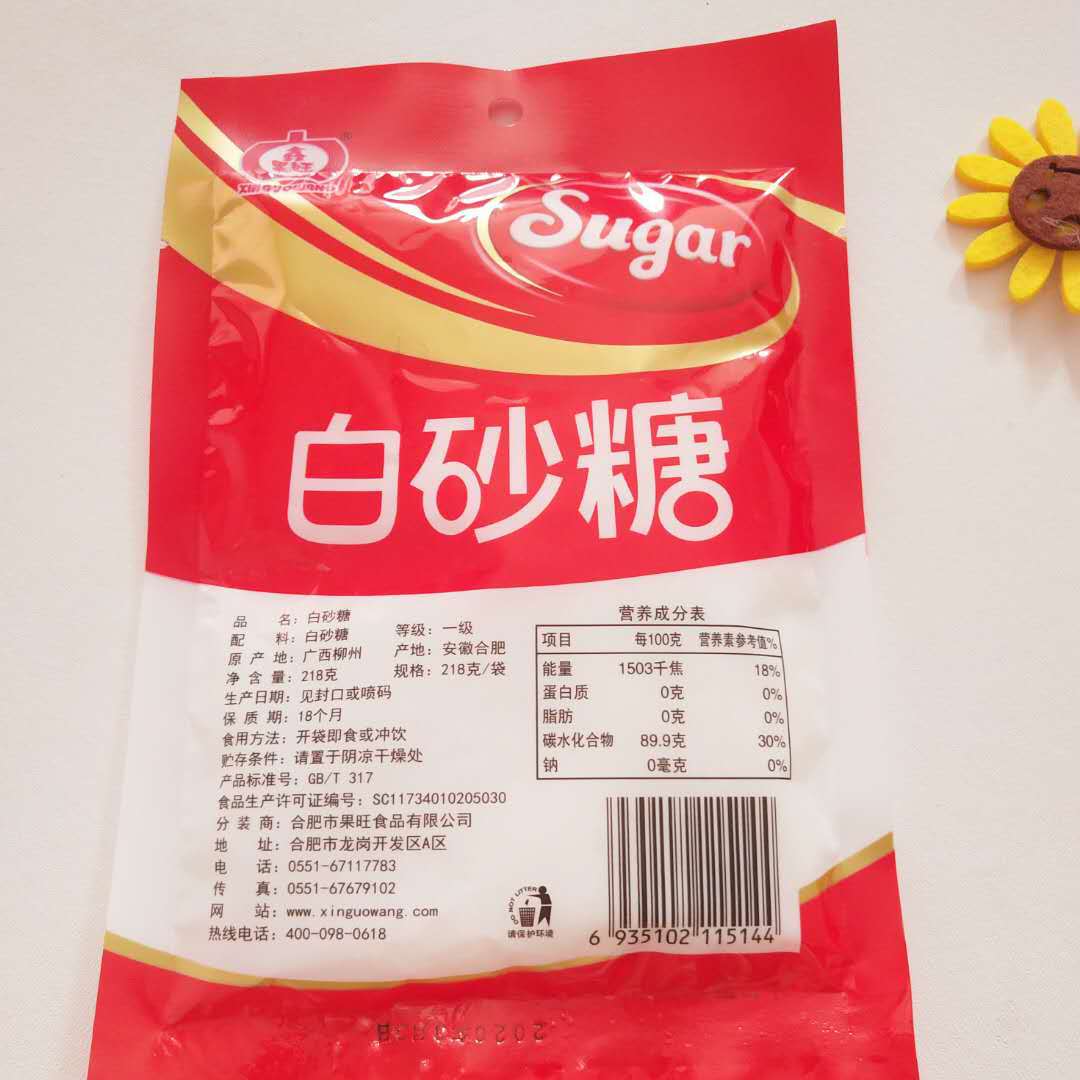 鑫果旺®
XINGUOWANG
Sugar
白砂糖
品 名: 白砂糖
配 料: 白砂糖 等级: 一级
原 产 地: 广西柳州 产地: 安徽合肥
净 含 量: 218克 规格: 218克/袋
生产日期: 见封口或喷码
保 质 期: 18个月
食用方法: 开袋即食或冲饮
贮存条件: 请置于阴凉干燥处
产品标准号: GB/T 317
食品生产许可证编号: SC11734010205030
分 装 商: 合肥市果旺食品有限公司
地 址: 合肥市龙岗开发区A区
电 话: 0551-67117783
传 真: 0551-67679102
网 站: www.xinguowang.com
热线电话: 400-098-0618
营养成分表
项目 每100克 营养素参考值%
能量 1503千焦 18%
蛋白质 0克 0%
脂肪 0克 0%
碳水化合物 89.9克 30%
钠 0毫克 0%
DO NOT LITTER
请保护环境
6 935102 115144